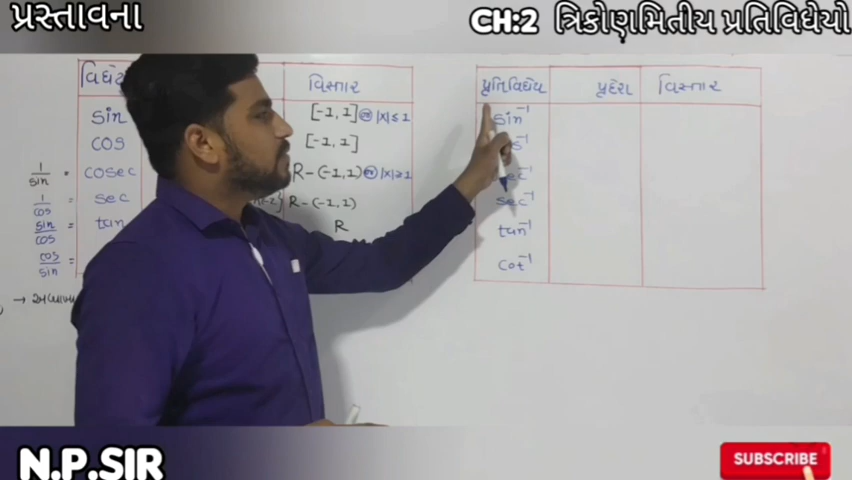 પ્રસ્તાવના
CH:2 ત્રિકોણમિતીય પ્રતિવિધેયો
વિસ્તાર
sin [-1,1] |x|≤1
cos [-1,1]
1/sin = cosec R-(-1,1) |x|≥1
1/cos = sec R-(-1,1)
sin/cos = tan R
cos/sin =
પ્રતિવિધેય પ્રદેશ વિસ્તાર
sin⁻¹
sec⁻¹
tan⁻¹
cot⁻¹
N.P.SIR
SUBSCRIBE